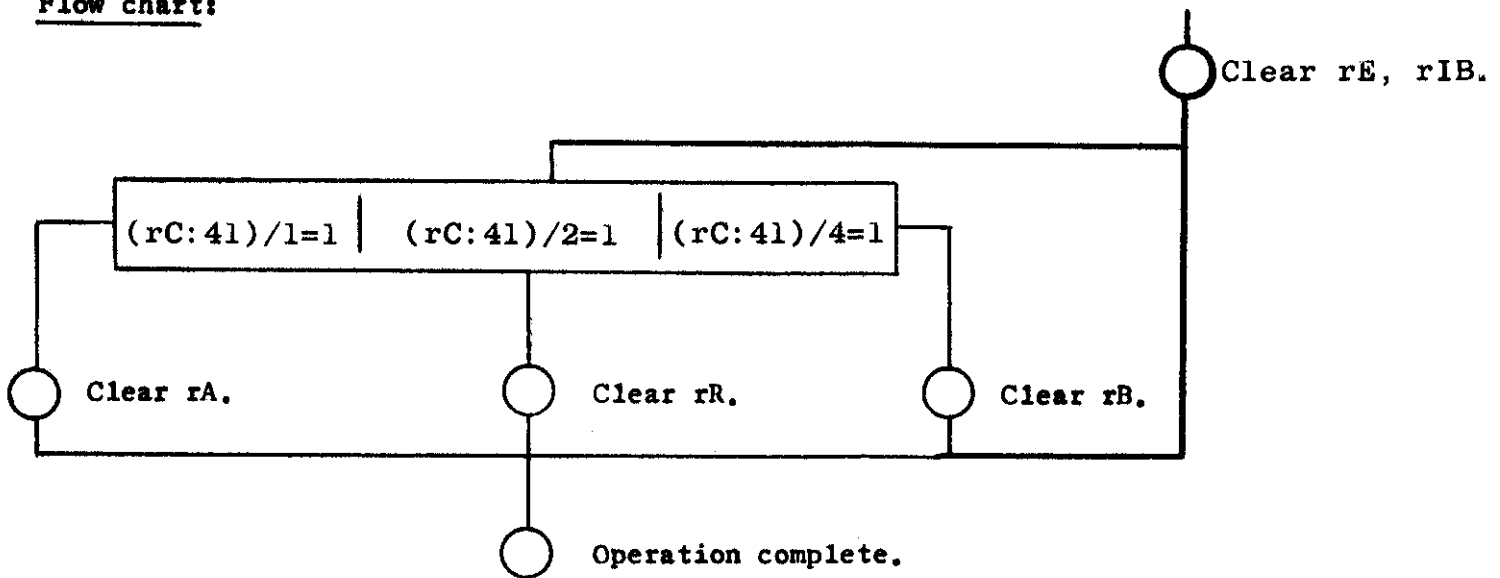 Flow chart:
Clear rE, rIB.
(rC:41)/1=1 | (rC:41)/2=1 | (rC:41)/4=1
Clear rA. Clear rR. Clear rB.
Operation complete.